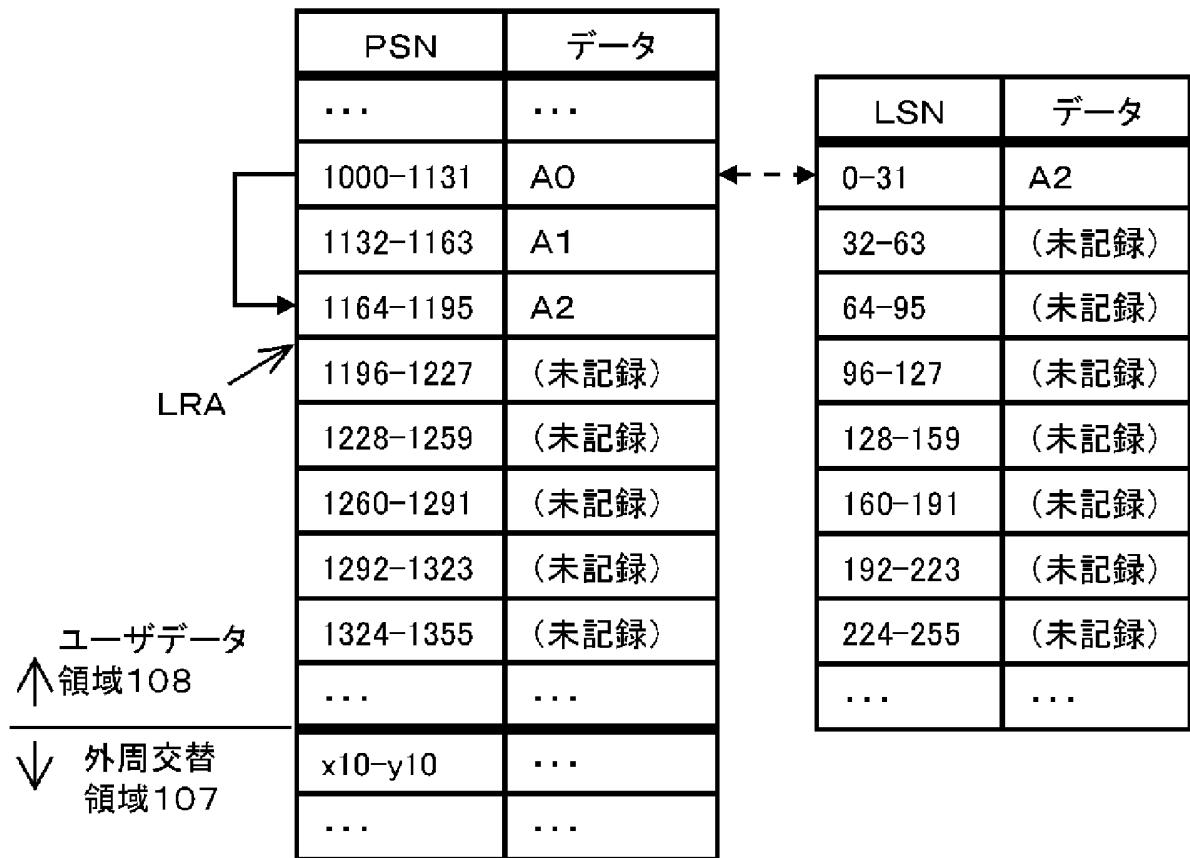 PSN データ
... ...
1000-1131 A0
1132-1163 A1
1164-1195 A2
1196-1227 (未記録)
1228-1259 (未記録)
1260-1291 (未記録)
1292-1323 (未記録)
1324-1355 (未記録)
... ...
x10-y10 ...
... ...
LRA
ユーザデータ
領域108
外周交替
領域107
LSN データ
0-31 A2
32-63 (未記録)
64-95 (未記録)
96-127 (未記録)
128-159 (未記録)
160-191 (未記録)
192-223 (未記録)
224-255 (未記録)
... ...